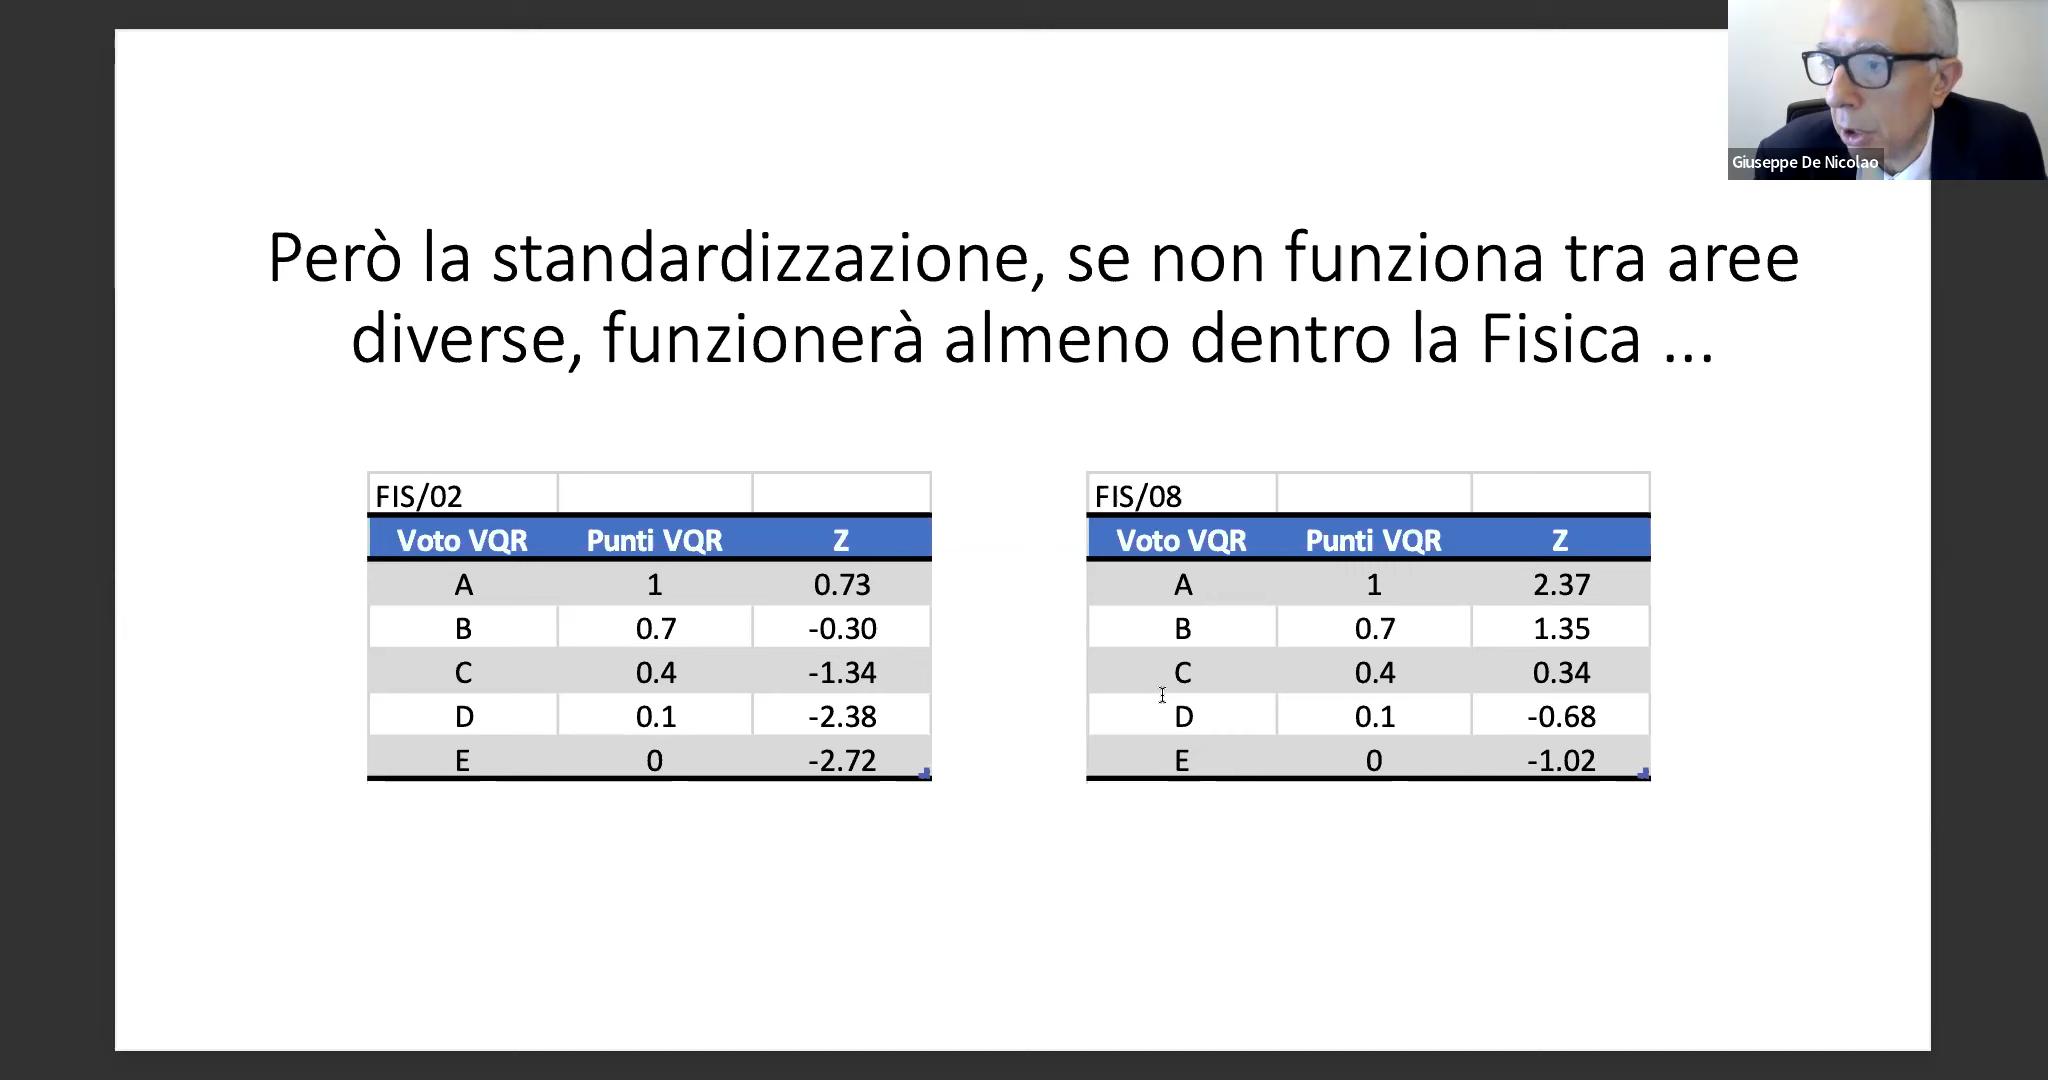 Giuseppe De Nicolao
Però la standardizzazione, se non funziona tra aree
diverse, funzionerà almeno dentro la Fisica ...
FIS/02
Voto VQR Punti VQR Z
A 1 0.73
B 0.7 -0.30
C 0.4 -1.34
D 0.1 -2.38
E 0 -2.72
FIS/08
Voto VQR Punti VQR Z
A 1 2.37
B 0.7 1.35
C 0.4 0.34
D 0.1 -0.68
E 0 -1.02